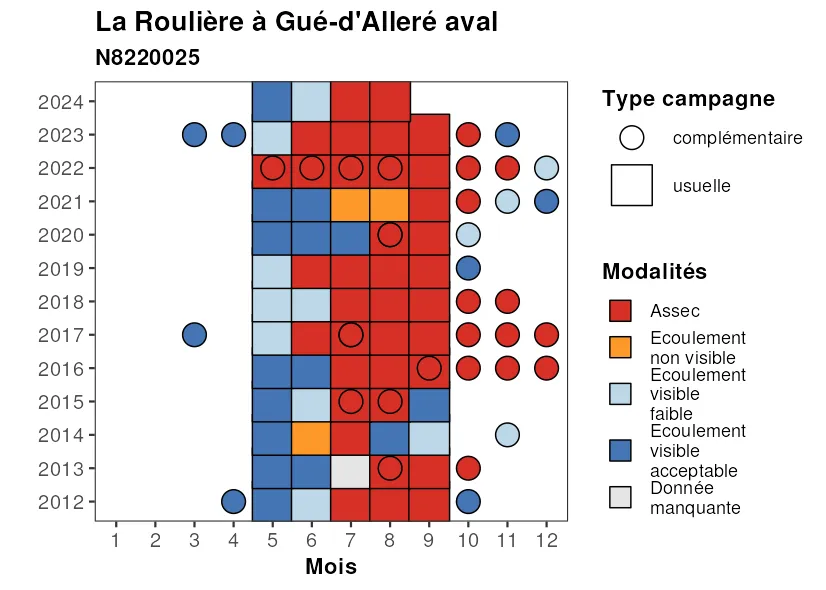 La Roulière à Gué-d'Alleré aval
N8220025
2024
2023
2022
2021
2020
2019
2018
2017
2016
2015
2014
2013
2012
1 2 3 4 5 6 7 8 9 10 11 12
Mois
Type campagne
complémentaire
usuelle
Modalités
Assec
Ecoulement
non visible
Ecoulement
visible
faible
Ecoulement
visible
acceptable
Donnée
manquante